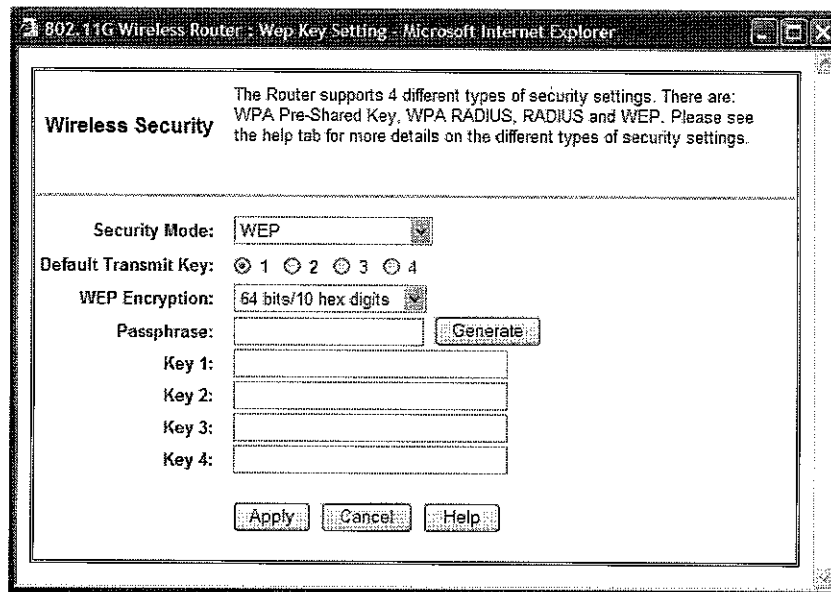 802.11G Wireless Router : Wep Key Setting - Microsoft Internet Explorer
Wireless Security
The Router supports 4 different types of security settings. There are:
WPA Pre-Shared Key, WPA RADIUS, RADIUS and WEP. Please see
the help tab for more details on the different types of security settings.
Security Mode: WEP
Default Transmit Key: 1 2 3 4
WEP Encryption: 64 bits/10 hex digits
Passphrase: Generate
Key 1:
Key 2:
Key 3:
Key 4:
Apply Cancel Help